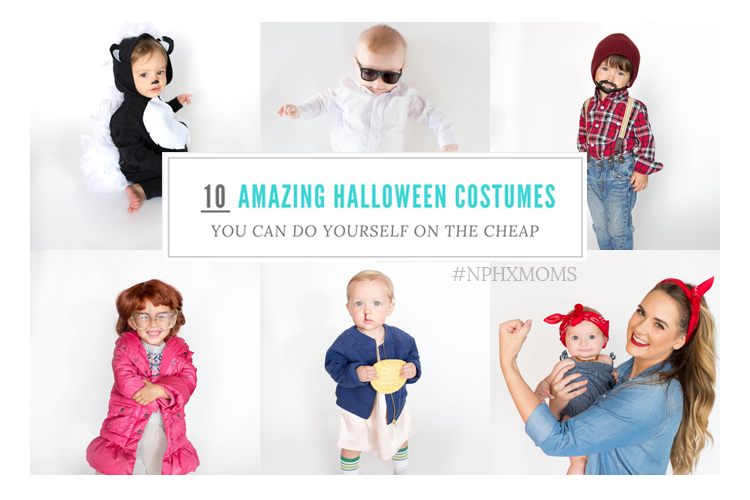 10 AMAZING HALLOWEEN COSTUMES
YOU CAN DO YOURSELF ON THE CHEAP
#NPHXMOMS